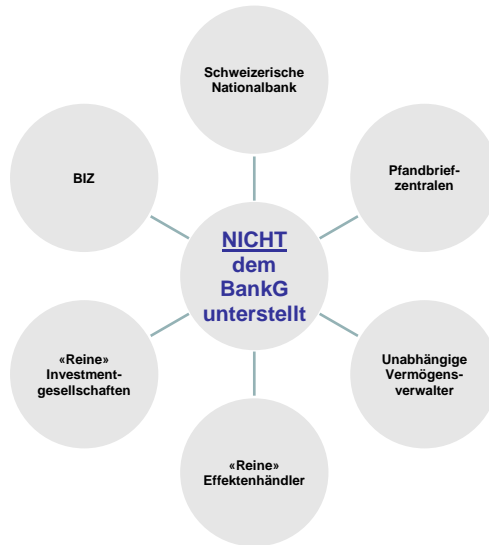 Schweizerische
Nationalbank
BIZ
Pfandbrief-
zentralen
NICHT
dem
BankG
unterstellt
«Reine»
Investment-
gesellschaften
Unabhängige
Vermögens-
verwalter
«Reine»
Effektenhändler